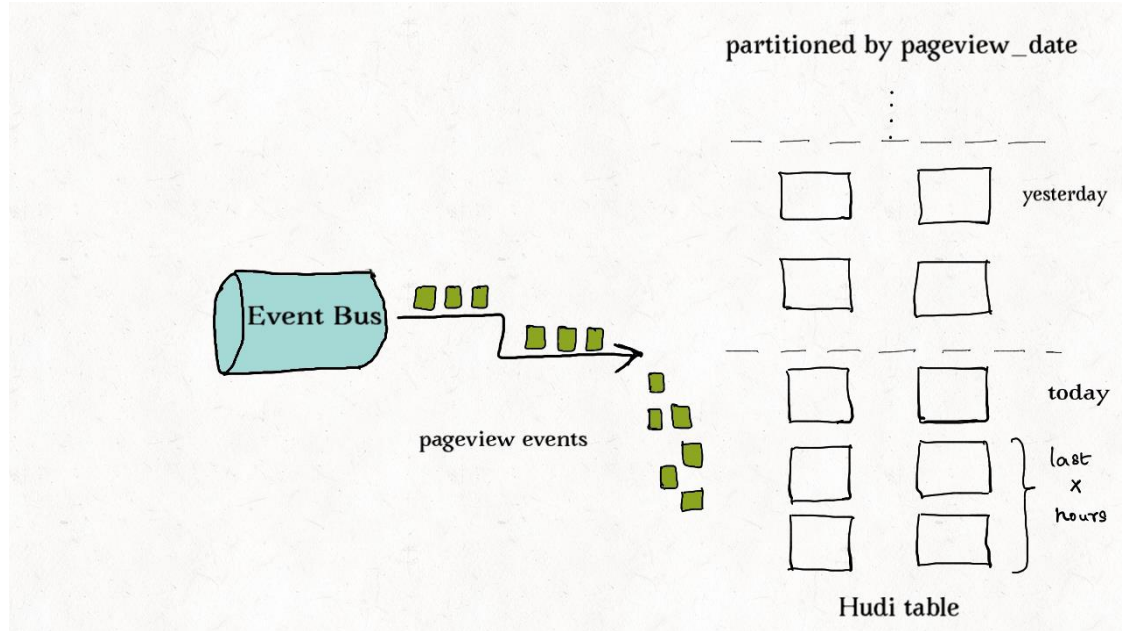 partitioned by pageview_date
yesterday
Event Bus
today
pageview events
last
x
hours
Hudi table